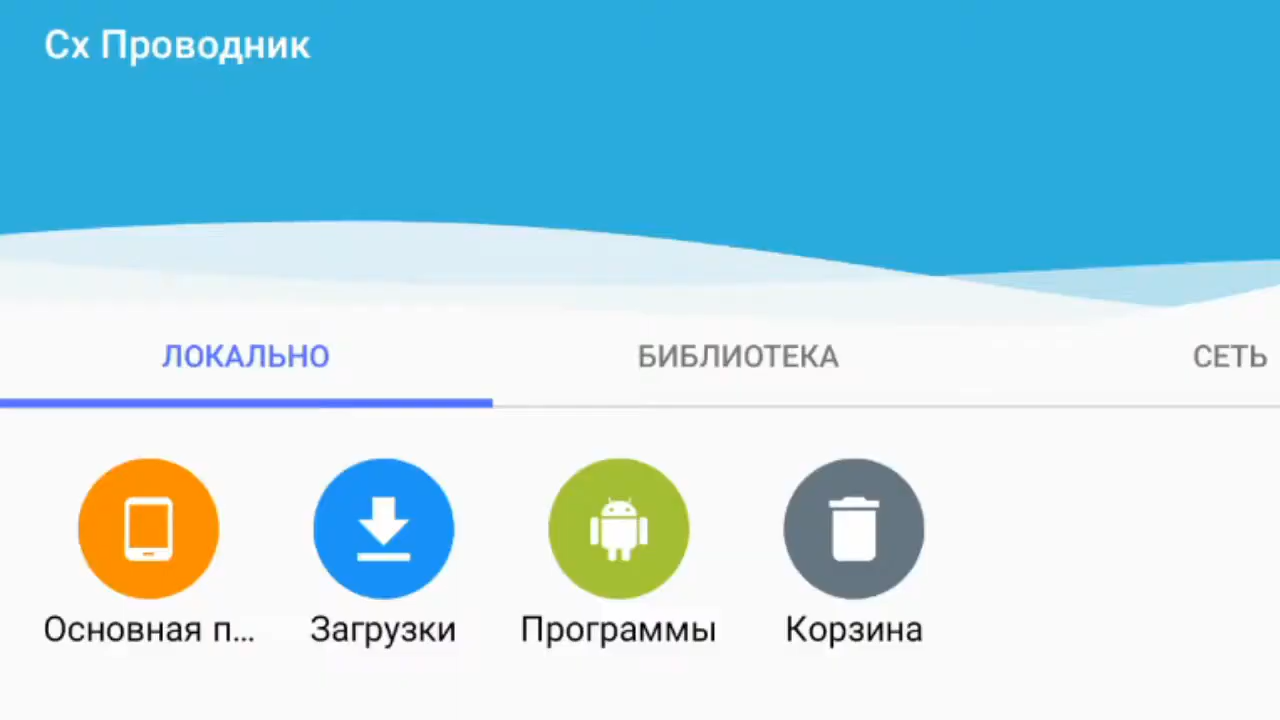 Cx Проводник
ЛОКАЛЬНО БИБЛИОТЕКА СЕТЬ
Основная п... Загрузки Программы Корзина